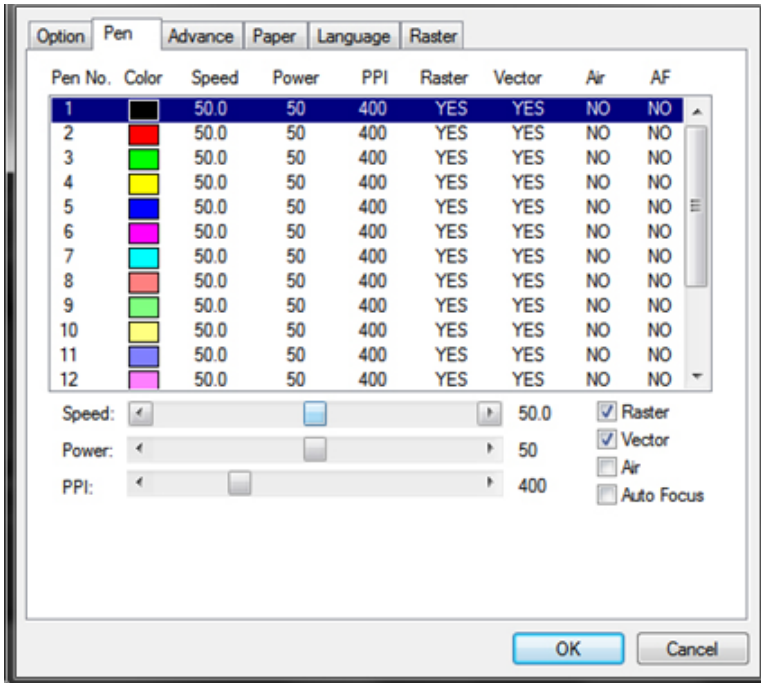 Option Pen Advance Paper Language Raster
Pen No. Color Speed Power PPI Raster Vector Air AF
1 50.0 50 400 YES YES NO NO
2 50.0 50 400 YES YES NO NO
3 50.0 50 400 YES YES NO NO
4 50.0 50 400 YES YES NO NO
5 50.0 50 400 YES YES NO NO
6 50.0 50 400 YES YES NO NO
7 50.0 50 400 YES YES NO NO
8 50.0 50 400 YES YES NO NO
9 50.0 50 400 YES YES NO NO
10 50.0 50 400 YES YES NO NO
11 50.0 50 400 YES YES NO NO
12 50.0 50 400 YES YES NO NO
Speed: 50.0 Raster
Vector
Power: 50
Air
PPI: 400
Auto Focus
OK Cancel